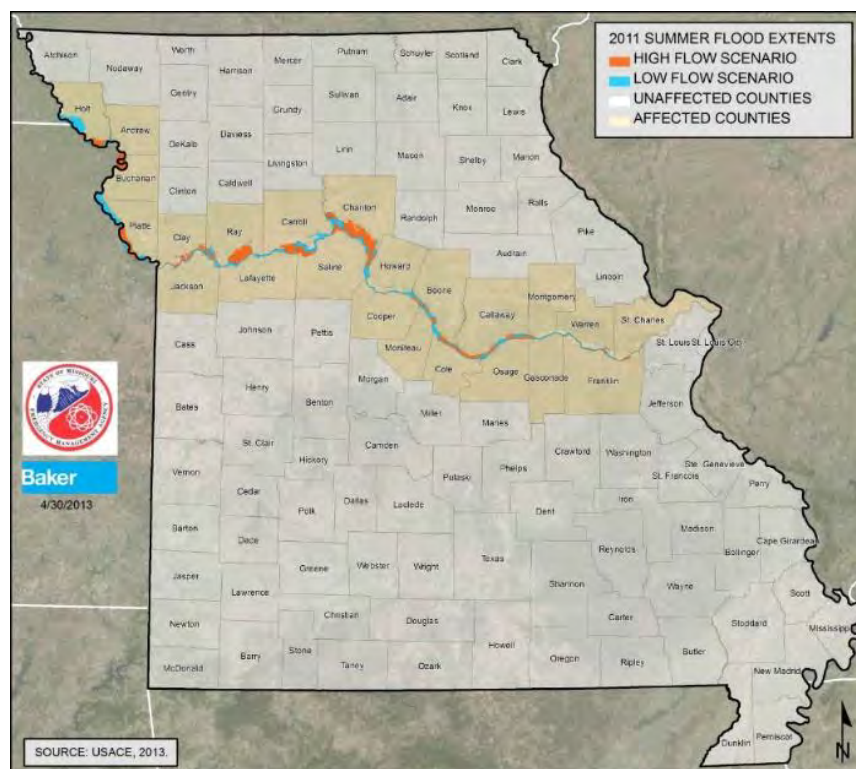 2011 SUMMER FLOOD EXTENTS
HIGH FLOW SCENARIO
LOW FLOW SCENARIO
UNAFFECTED COUNTIES
AFFECTED COUNTIES
Atchison
Nodaway
Worth
Harrison
Mercer
Putnam
Schuyler
Scotland
Clark
Gentry
Sullivan
Adair
Knox
Lewis
Holt
Andrew
Grundy
DeKalb
Daviess
Livingston
Linn
Macon
Shelby
Marion
Buchanan
Clinton
Caldwell
Chariton
Randolph
Monroe
Ralls
Pike
Platte
Clay
Ray
Carroll
Audrain
Lincoln
Jackson
Lafayette
Saline
Howard
Boone
Callaway
Montgomery
Warren
St. Charles
Cass
Johnson
Pettis
Cooper
Moniteau
Cole
Osage
Gasconade
Franklin
St. Louis
St. Louis City
Bates
Henry
Benton
Morgan
Miller
Maries
Jefferson
St. Clair
Hickory
Camden
Pulaski
Phelps
Crawford
Washington
Ste. Genevieve
St. Francois
Perry
Vernon
Cedar
Polk
Dallas
Laclede
Dent
Iron
Madison
Cape Girardeau
Bollinger
Barton
Dade
Greene
Webster
Wright
Texas
Shannon
Reynolds
Wayne
Jasper
Lawrence
Christian
Douglas
Carter
Scott
Stoddard
Mississippi
Newton
McDonald
Barry
Stone
Taney
Ozark
Howell
Oregon
Ripley
Butler
New Madrid
Dunklin
Pemiscot
STATE OF MISSOURI
EMERGENCY MANAGEMENT AGENCY
Baker
4/30/2013
SOURCE: USACE, 2013.
N